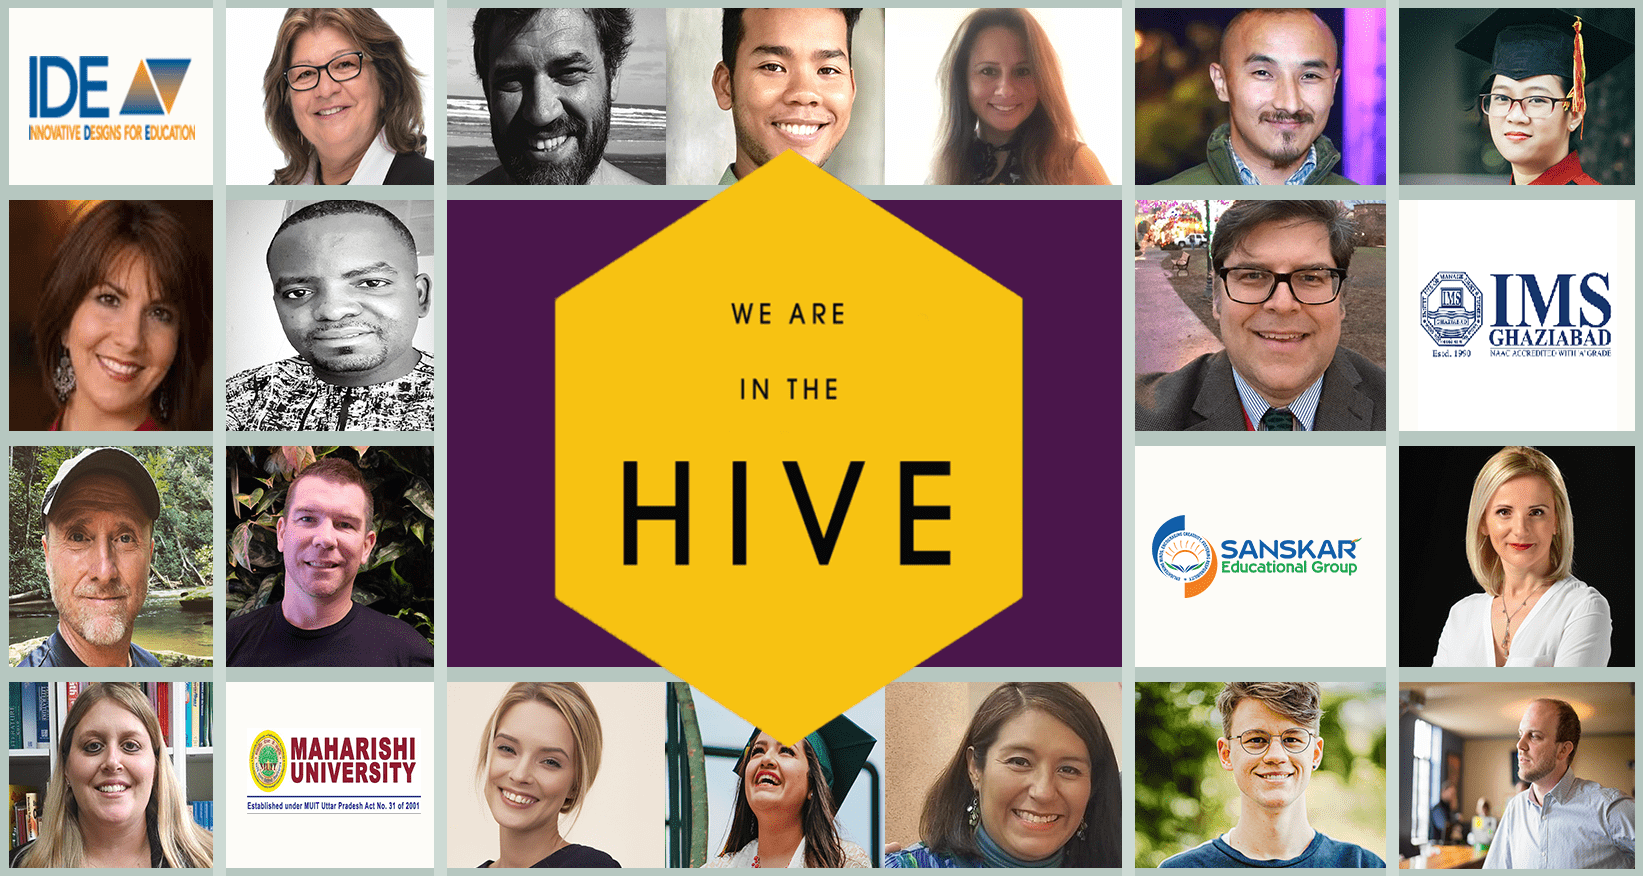 IDE
INNOVATIVE DESIGNS FOR EDUCATION
WE ARE
IN THE
HIVE
IMS
GHAZIABAD
Estd. 1990
NAAC ACCREDITED WITH 'A' GRADE
SANSKAR
Educational Group
MAHARISHI
UNIVERSITY
Established under MUIT Uttar Pradesh Act No. 31 of 2001